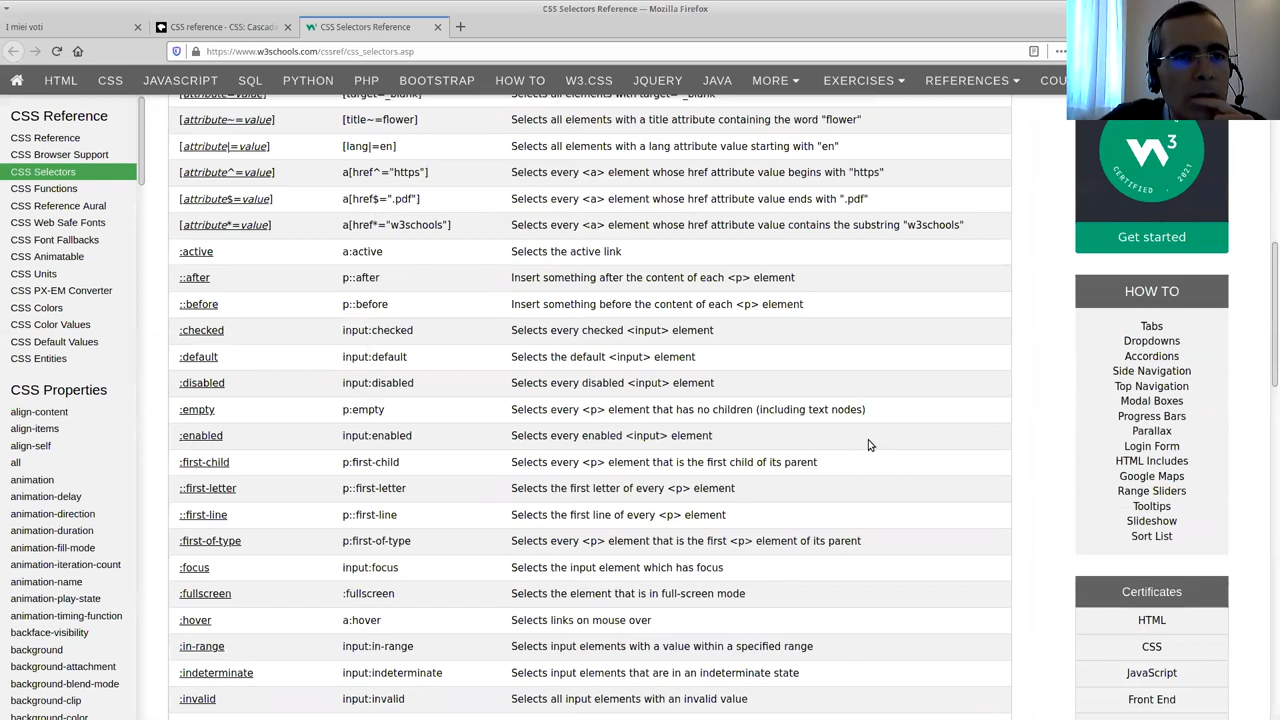 CSS Selectors Reference — Mozilla Firefox
I miei voti
CSS reference - CSS: Cascad
CSS Selectors Reference
https://www.w3schools.com/cssref/css_selectors.asp
HTML CSS JAVASCRIPT SQL PYTHON PHP BOOTSTRAP HOW TO W3.CSS JQUERY JAVA MORE EXERCISES REFERENCES COU
CSS Reference
CSS Reference
CSS Browser Support
CSS Selectors
CSS Functions
CSS Reference Aural
CSS Web Safe Fonts
CSS Font Fallbacks
CSS Animatable
CSS Units
CSS PX-EM Converter
CSS Colors
CSS Color Values
CSS Default Values
CSS Entities
CSS Properties
align-content
align-items
align-self
all
animation
animation-delay
animation-direction
animation-duration
animation-fill-mode
animation-iteration-count
animation-name
animation-play-state
animation-timing-function
backface-visibility
background
background-attachment
background-blend-mode
background-clip
background-color
[attribute=value] [target=_blank] Selects all elements with target="_blank"
[attribute~=value] [title~=flower] Selects all elements with a title attribute containing the word "flower"
[attribute|=value] [lang|=en] Selects all elements with a lang attribute value starting with "en"
[attribute^=value] a[href^="https"] Selects every <a> element whose href attribute value begins with "https"
[attribute$=value] a[href$=".pdf"] Selects every <a> element whose href attribute value ends with ".pdf"
[attribute*=value] a[href*="w3schools"] Selects every <a> element whose href attribute value contains the substring "w3schools"
:active a:active Selects the active link
::after p::after Insert something after the content of each <p> element
::before p::before Insert something before the content of each <p> element
:checked input:checked Selects every checked <input> element
:default input:default Selects the default <input> element
:disabled input:disabled Selects every disabled <input> element
:empty p:empty Selects every <p> element that has no children (including text nodes)
:enabled input:enabled Selects every enabled <input> element
:first-child p:first-child Selects every <p> element that is the first child of its parent
::first-letter p::first-letter Selects the first letter of every <p> element
::first-line p::first-line Selects the first line of every <p> element
:first-of-type p:first-of-type Selects every <p> element that is the first <p> element of its parent
:focus input:focus Selects the input element which has focus
:fullscreen :fullscreen Selects the element that is in full-screen mode
:hover a:hover Selects links on mouse over
:in-range input:in-range Selects input elements with a value within a specified range
:indeterminate input:indeterminate Selects input elements that are in an indeterminate state
:invalid input:invalid Selects all input elements with an invalid value
W3
CERTIFIED . 2021
Get started
HOW TO
Tabs
Dropdowns
Accordions
Side Navigation
Top Navigation
Modal Boxes
Progress Bars
Parallax
Login Form
HTML Includes
Google Maps
Range Sliders
Tooltips
Slideshow
Sort List
Certificates
HTML
CSS
JavaScript
Front End